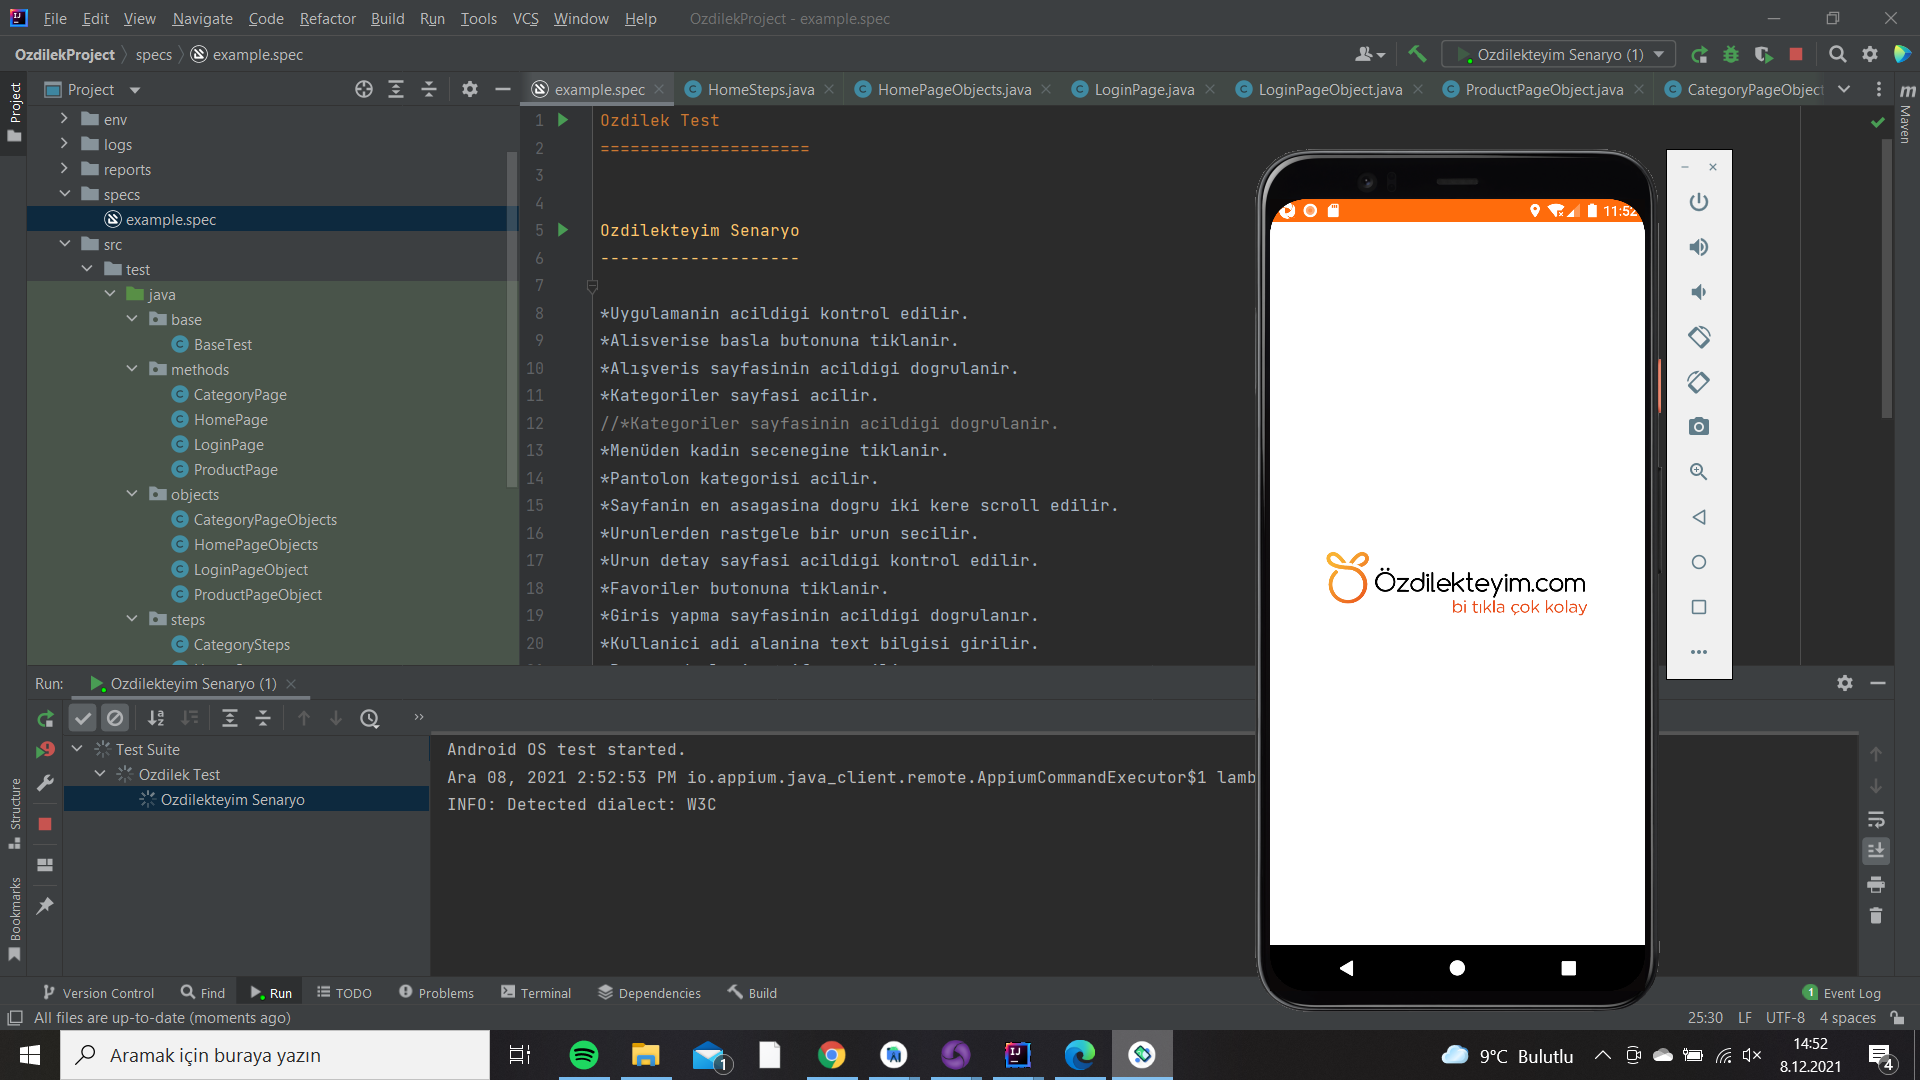 File Edit View Navigate Code Refactor Build Run Tools VCS Window Help OzdilekProject - example.spec
OzdilekProject specs example.spec
Ozdilekteyim Senaryo (1)
Project
example.spec HomeSteps.java HomePageObjects.java LoginPage.java LoginPageObject.java ProductPageObject.java CategoryPageObject
Project
Maven
env
logs
reports
specs
example.spec
src
test
java
base
BaseTest
methods
CategoryPage
HomePage
LoginPage
ProductPage
objects
CategoryPageObjects
HomePageObjects
LoginPageObject
ProductPageObject
steps
CategorySteps
1 Ozdilek Test
2 =====================
3
4
5 Ozdilekteyim Senaryo
6 --------------------
7
8 *Uygulamanin acildigi kontrol edilir.
9 *Alisverise basla butonuna tiklanir.
10 *Alışveris sayfasinin acildigi dogrulanir.
11 *Kategoriler sayfasi acilir.
12 //*Kategoriler sayfasinin acildigi dogrulanir.
13 *Menüden kadin secenegine tiklanir.
14 *Pantolon kategorisi acilir.
15 *Sayfanin en asagasina dogru iki kere scroll edilir.
16 *Urunlerden rastgele bir urun secilir.
17 *Urun detay sayfasi acildigi kontrol edilir.
18 *Favoriler butonuna tiklanir.
19 *Giris yapma sayfasinin acildigi dogrulanır.
20 *Kullanici adi alanina text bilgisi girilir.
11:52
Özdilekteyim.com
bi tıkla çok kolay
Run: Ozdilekteyim Senaryo (1)
Test Suite
Ozdilek Test
Ozdilekteyim Senaryo
Android OS test started.
Ara 08, 2021 2:52:53 PM io.appium.java_client.remote.AppiumCommandExecutor$1 lamb
INFO: Detected dialect: W3C
Structure
Bookmarks
Version Control Find Run TODO Problems Terminal Dependencies Build 1 Event Log
All files are up-to-date (moments ago) 25:30 LF UTF-8 4 spaces
Aramak için buraya yazın
1
9°C Bulutlu
14:52
8.12.2021
4